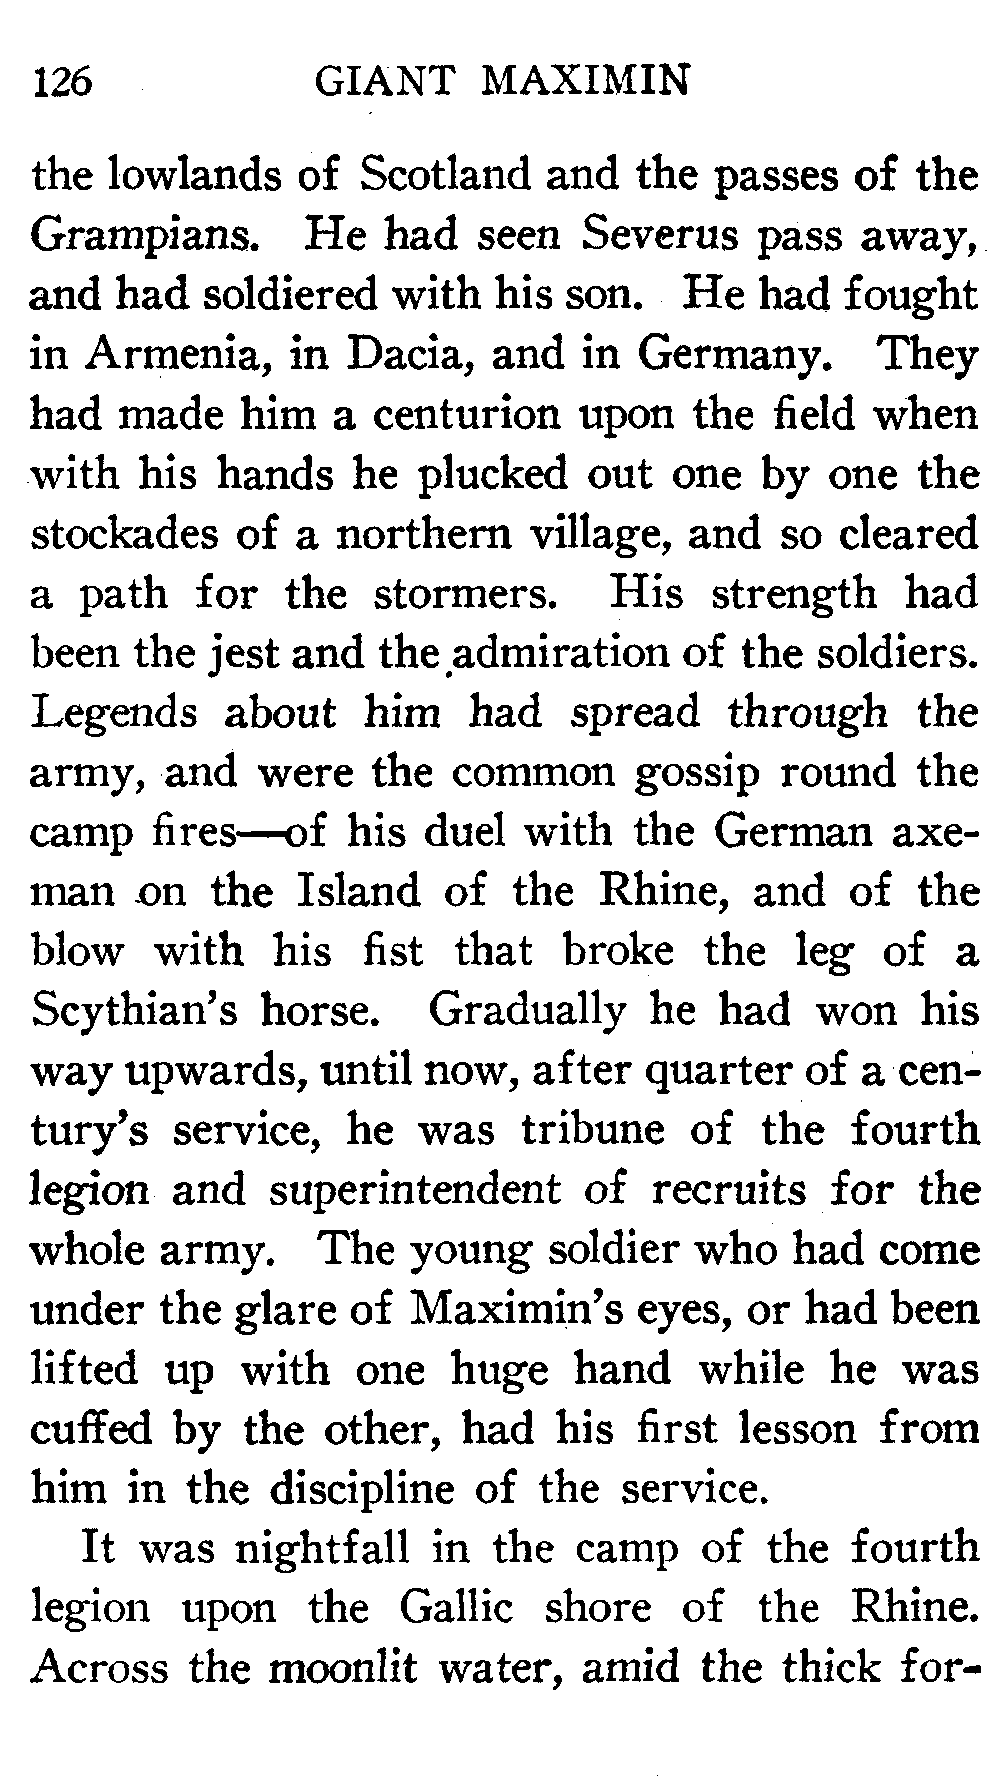 126 GIANT MAXIMIN
the lowlands of Scotland and the passes of the
Grampians. He had seen Severus pass away,
and had soldiered with his son. He had fought
in Armenia, in Dacia, and in Germany. They
had made him a centurion upon the field when
with his hands he plucked out one by one the
stockades of a northern village, and so cleared
a path for the stormers. His strength had
been the jest and the admiration of the soldiers.
Legends about him had spread through the
army, and were the common gossip round the
camp fires—of his duel with the German axe-
man on the Island of the Rhine, and of the
blow with his fist that broke the leg of a
Scythian's horse. Gradually he had won his
way upwards, until now, after quarter of a cen-
tury's service, he was tribune of the fourth
legion and superintendent of recruits for the
whole army. The young soldier who had come
under the glare of Maximin's eyes, or had been
lifted up with one huge hand while he was
cuffed by the other, had his first lesson from
him in the discipline of the service.
It was nightfall in the camp of the fourth
legion upon the Gallic shore of the Rhine.
Across the moonlit water, amid the thick for-